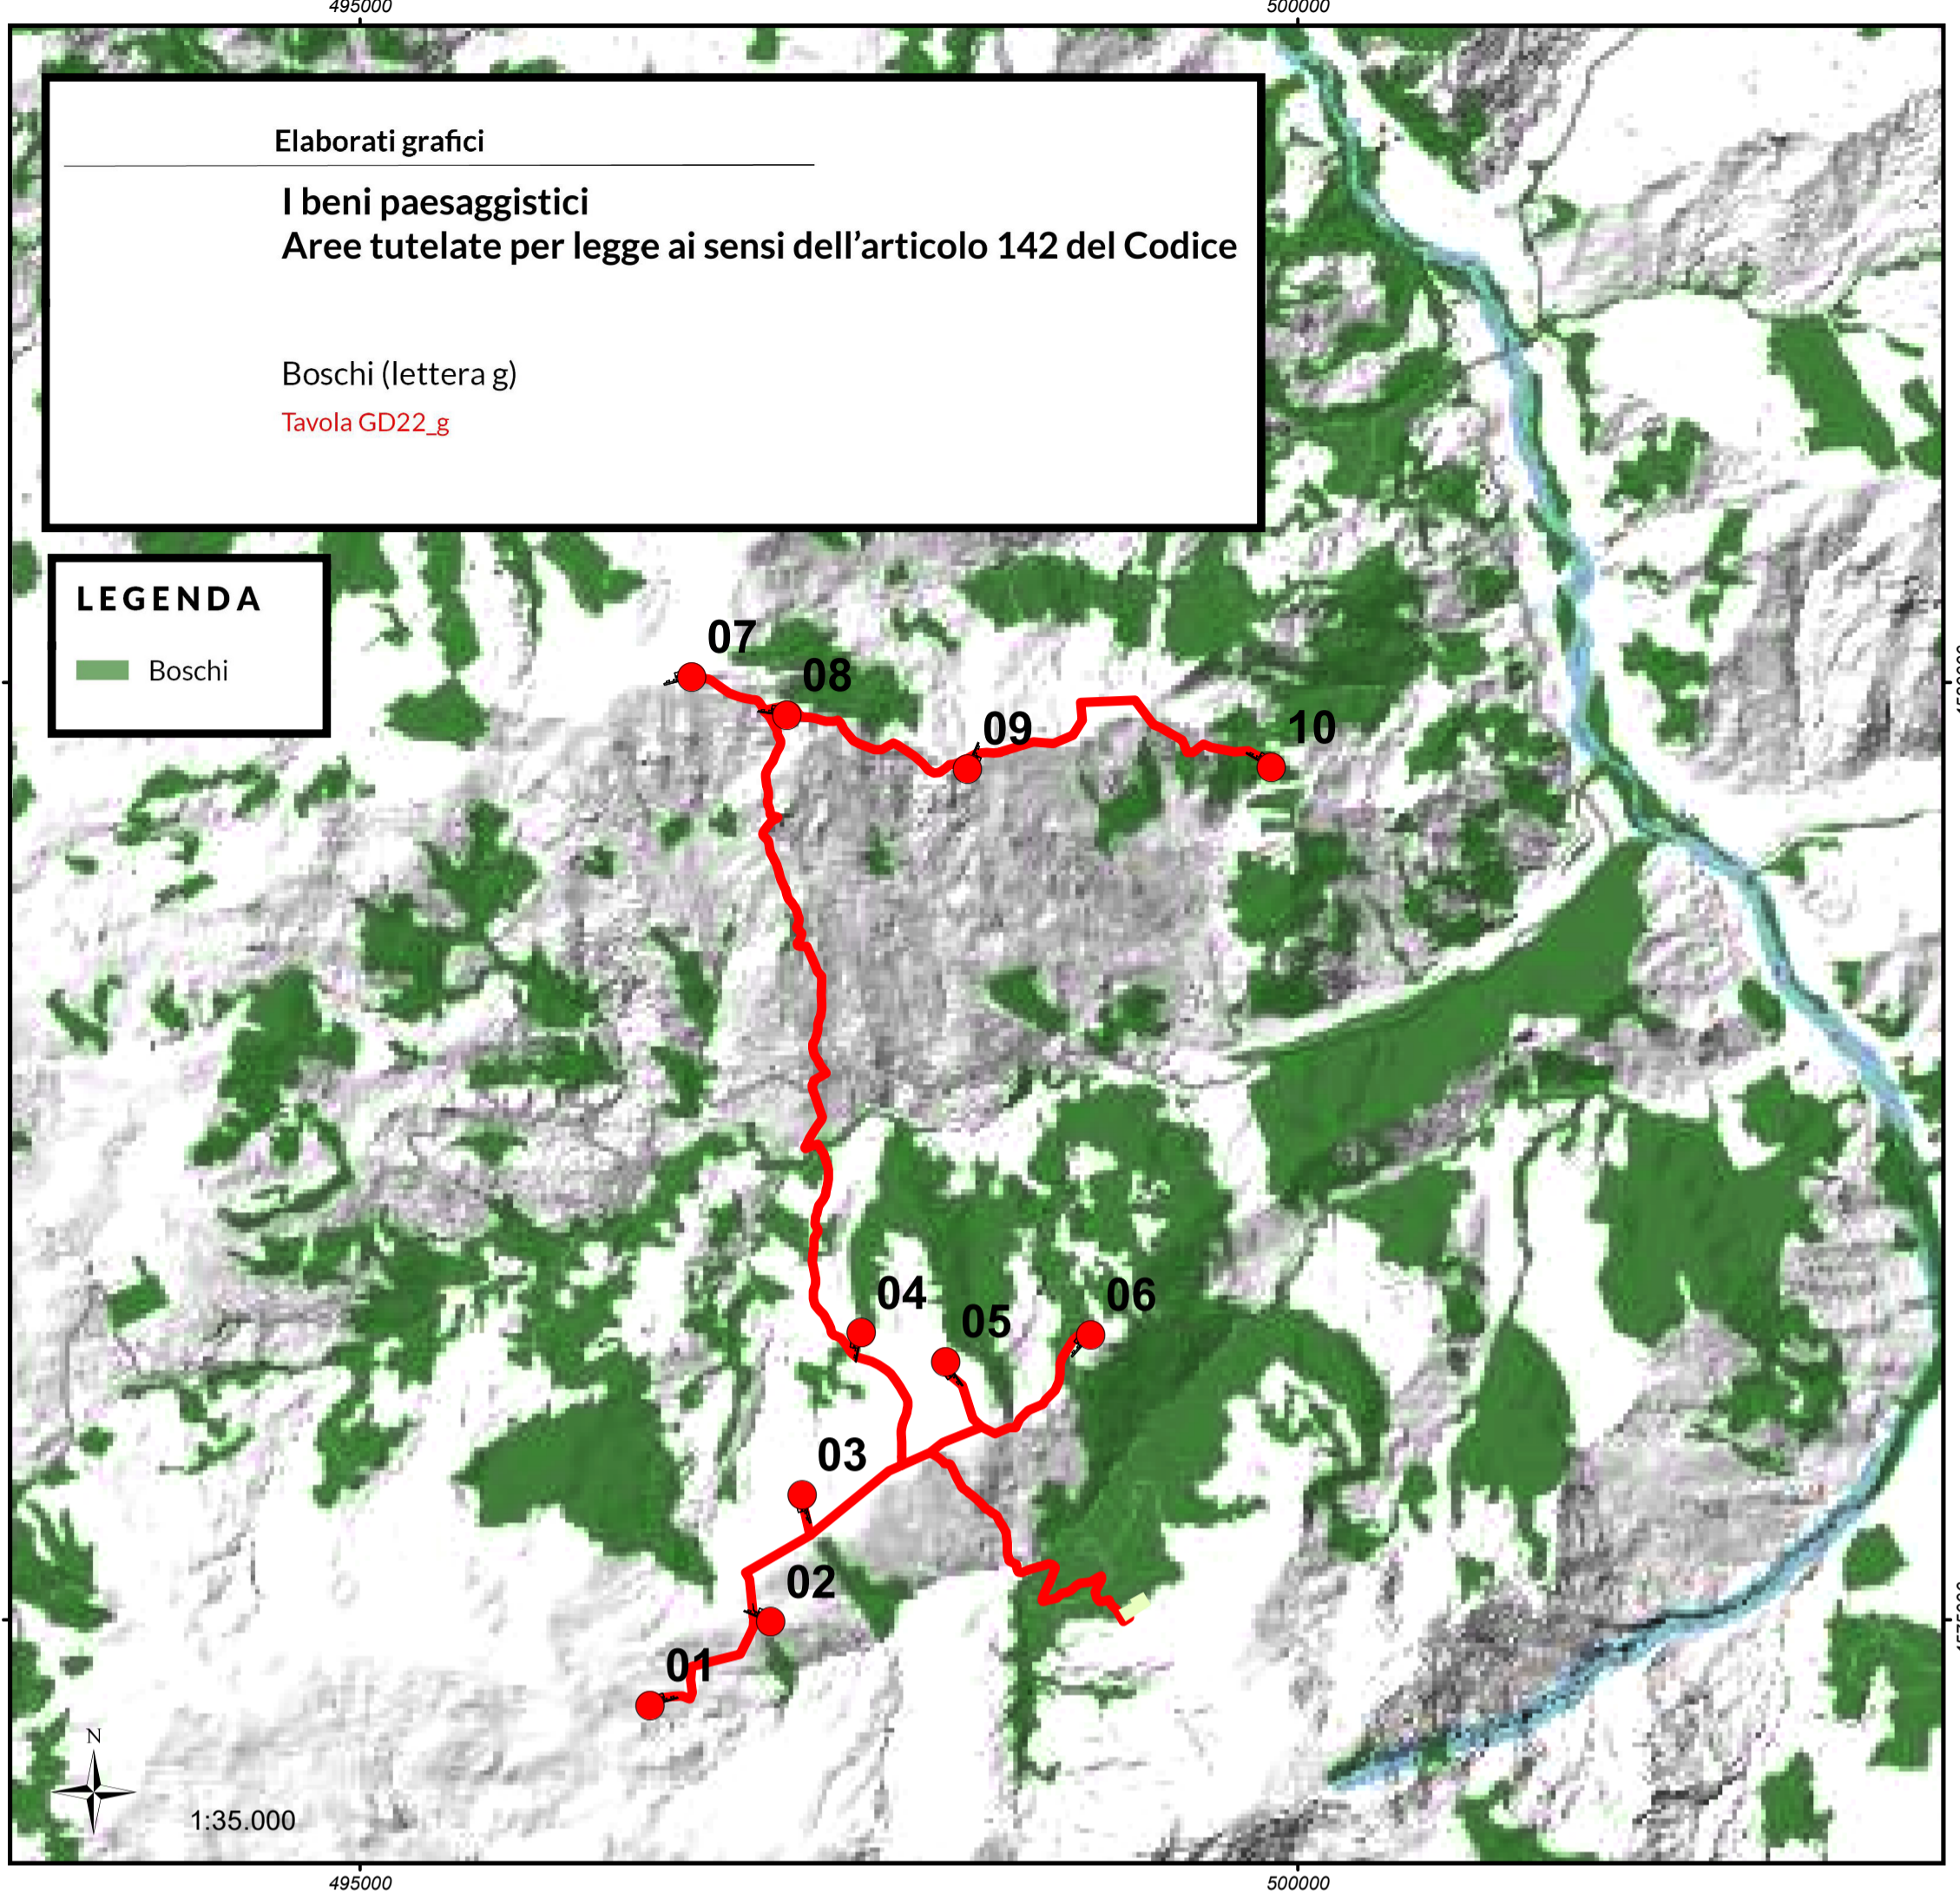 495000
500000
Elaborati grafici
I beni paesaggistici
Aree tutelate per legge ai sensi dell’articolo 142 del Codice
Boschi (lettera g)
Tavola GD22_g
LEGENDA
Boschi
07
08
09
10
04
05
06
03
02
01
N
1:35.000
495000
500000